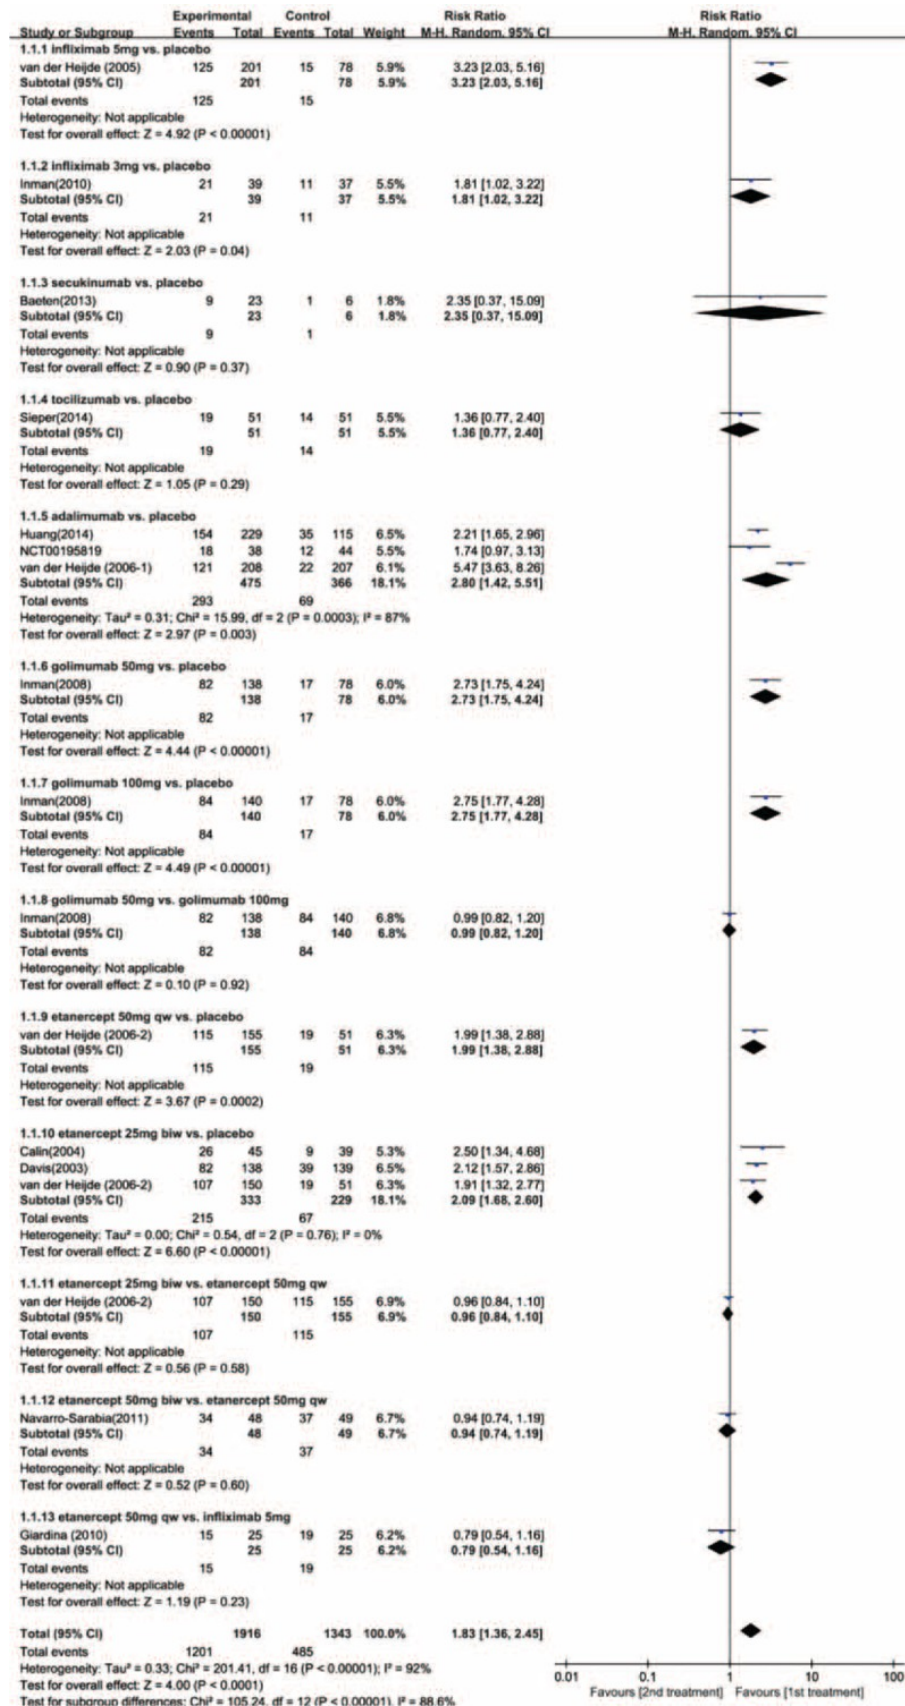 Experimental Control Risk Ratio Risk Ratio
Study or Subgroup Events Total Events Total Weight M-H. Random. 95% CI M-H. Random. 95% CI
1.1.1 infliximab 5mg vs. placebo
van der Heijde (2005) 125 201 15 78 5.9% 3.23 [2.03, 5.16]
Subtotal (95% CI) 201 78 5.9% 3.23 [2.03, 5.16]
Total events 125 15
Heterogeneity: Not applicable
Test for overall effect: Z = 4.92 (P < 0.00001)
1.1.2 infliximab 3mg vs. placebo
Inman(2010) 21 39 11 37 5.5% 1.81 [1.02, 3.22]
Subtotal (95% CI) 39 37 5.5% 1.81 [1.02, 3.22]
Total events 21 11
Heterogeneity: Not applicable
Test for overall effect: Z = 2.03 (P = 0.04)
1.1.3 secukinumab vs. placebo
Baeten(2013) 9 23 1 6 1.8% 2.35 [0.37, 15.09]
Subtotal (95% CI) 23 6 1.8% 2.35 [0.37, 15.09]
Total events 9 1
Heterogeneity: Not applicable
Test for overall effect: Z = 0.90 (P = 0.37)
1.1.4 tocilizumab vs. placebo
Sieper(2014) 19 51 14 51 5.5% 1.36 [0.77, 2.40]
Subtotal (95% CI) 51 51 5.5% 1.36 [0.77, 2.40]
Total events 19 14
Heterogeneity: Not applicable
Test for overall effect: Z = 1.05 (P = 0.29)
1.1.5 adalimumab vs. placebo
Huang(2014) 154 229 35 115 6.5% 2.21 [1.65, 2.96]
NCT00195819 18 38 12 44 5.5% 1.74 [0.97, 3.13]
van der Heijde (2006-1) 121 208 22 207 6.1% 5.47 [3.63, 8.26]
Subtotal (95% CI) 475 366 18.1% 2.80 [1.42, 5.51]
Total events 293 69
Heterogeneity: Tau² = 0.31; Chi² = 15.99, df = 2 (P = 0.0003); I² = 87%
Test for overall effect: Z = 2.97 (P = 0.003)
1.1.6 golimumab 50mg vs. placebo
Inman(2008) 82 138 17 78 6.0% 2.73 [1.75, 4.24]
Subtotal (95% CI) 138 78 6.0% 2.73 [1.75, 4.24]
Total events 82 17
Heterogeneity: Not applicable
Test for overall effect: Z = 4.44 (P < 0.00001)
1.1.7 golimumab 100mg vs. placebo
Inman(2008) 84 140 17 78 6.0% 2.75 [1.77, 4.28]
Subtotal (95% CI) 140 78 6.0% 2.75 [1.77, 4.28]
Total events 84 17
Heterogeneity: Not applicable
Test for overall effect: Z = 4.49 (P < 0.00001)
1.1.8 golimumab 50mg vs. golimumab 100mg
Inman(2008) 82 138 84 140 6.8% 0.99 [0.82, 1.20]
Subtotal (95% CI) 138 140 6.8% 0.99 [0.82, 1.20]
Total events 82 84
Heterogeneity: Not applicable
Test for overall effect: Z = 0.10 (P = 0.92)
1.1.9 etanercept 50mg qw vs. placebo
van der Heijde (2006-2) 115 155 19 51 6.3% 1.99 [1.38, 2.88]
Subtotal (95% CI) 155 51 6.3% 1.99 [1.38, 2.88]
Total events 115 19
Heterogeneity: Not applicable
Test for overall effect: Z = 3.67 (P = 0.0002)
1.1.10 etanercept 25mg biw vs. placebo
Calin(2004) 26 45 9 39 5.3% 2.50 [1.34, 4.68]
Davis(2003) 82 138 39 139 6.5% 2.12 [1.57, 2.86]
van der Heijde (2006-2) 107 150 19 51 6.3% 1.91 [1.32, 2.77]
Subtotal (95% CI) 333 229 18.1% 2.09 [1.68, 2.60]
Total events 215 67
Heterogeneity: Tau² = 0.00; Chi² = 0.54, df = 2 (P = 0.76); I² = 0%
Test for overall effect: Z = 6.60 (P < 0.00001)
1.1.11 etanercept 25mg biw vs. etanercept 50mg qw
van der Heijde (2006-2) 107 150 115 155 6.9% 0.96 [0.84, 1.10]
Subtotal (95% CI) 150 155 6.9% 0.96 [0.84, 1.10]
Total events 107 115
Heterogeneity: Not applicable
Test for overall effect: Z = 0.56 (P = 0.58)
1.1.12 etanercept 50mg biw vs. etanercept 50mg qw
Navarro-Sarabia(2011) 34 48 37 49 6.7% 0.94 [0.74, 1.19]
Subtotal (95% CI) 48 49 6.7% 0.94 [0.74, 1.19]
Total events 34 37
Heterogeneity: Not applicable
Test for overall effect: Z = 0.52 (P = 0.60)
1.1.13 etanercept 50mg qw vs. infliximab 5mg
Giardina (2010) 15 25 19 25 6.2% 0.79 [0.54, 1.16]
Subtotal (95% CI) 25 25 6.2% 0.79 [0.54, 1.16]
Total events 15 19
Heterogeneity: Not applicable
Test for overall effect: Z = 1.19 (P = 0.23)
Total (95% CI) 1916 1343 100.0% 1.83 [1.36, 2.45]
Total events 1201 485
Heterogeneity: Tau² = 0.33; Chi² = 201.41, df = 16 (P < 0.00001); I² = 92%
Test for overall effect: Z = 4.00 (P < 0.0001)
Test for subgroup differences: Chi² = 105.24, df = 12 (P < 0.00001), I² = 88.6%
0.01 0.1 1 10 100
Favours [2nd treatment] Favours [1st treatment]